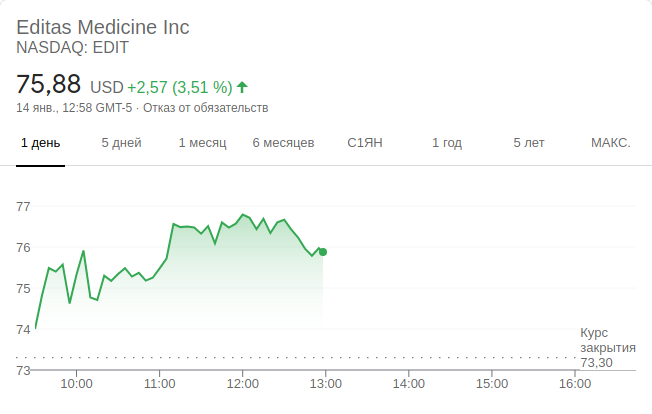 Editas Medicine Inc
NASDAQ: EDIT
75,88 USD +2,57 (3,51 %)
14 янв., 12:58 GMT-5 · Отказ от обязательств
1 день 5 дней 1 месяц 6 месяцев С1ЯН 1 год 5 лет МАКС.
77
76
75
74
Курс
закрытия
73,30
73
10:00 11:00 12:00 13:00 14:00 15:00 16:00